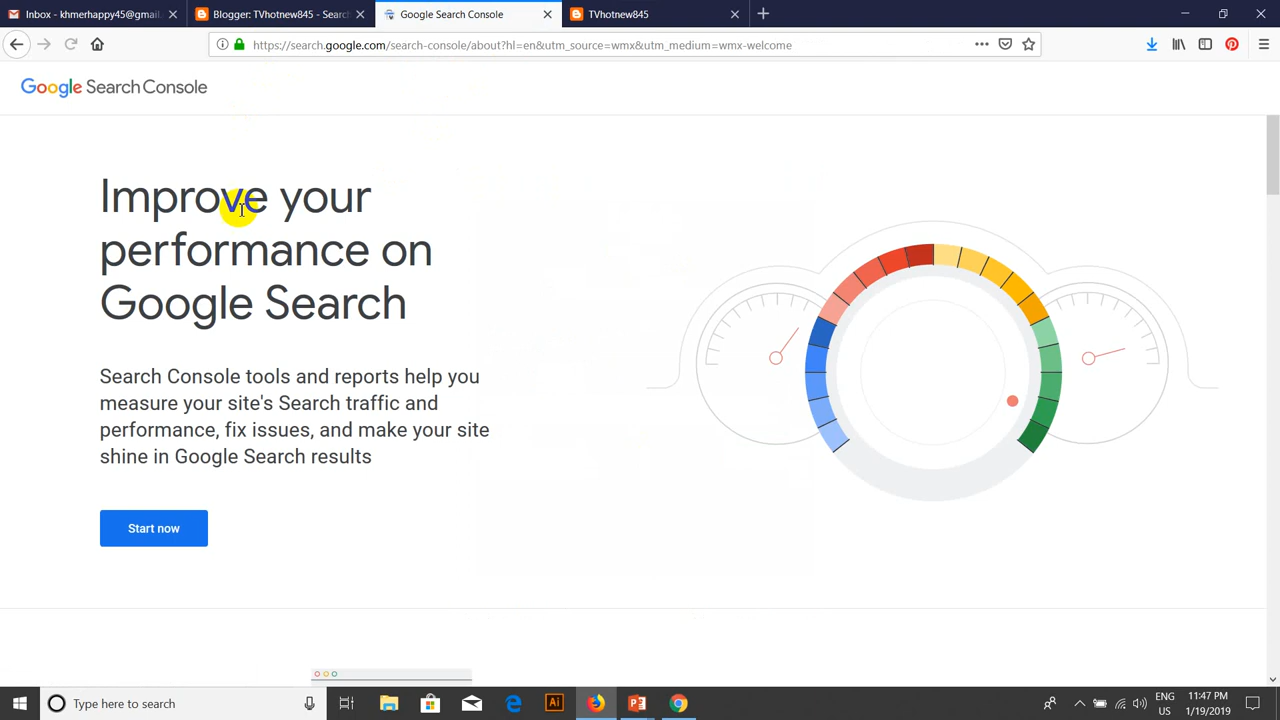 Inbox - khmerhappy45@gmail.
Blogger: TVhotnew845 - Search
Google Search Console
TVhotnew845
https://search.google.com/search-console/about?hl=en&utm_source=wmx&utm_medium=wmx-welcome
Google Search Console
Improve your
performance on
Google Search
Search Console tools and reports help you
measure your site's Search traffic and
performance, fix issues, and make your site
shine in Google Search results
Start now
Type here to search
Ai
ENG
US
11:47 PM
1/19/2019